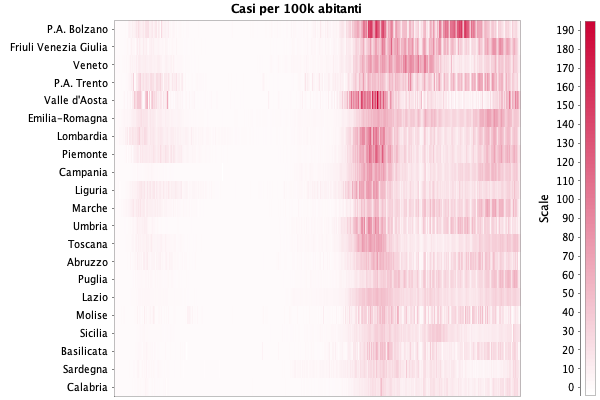 Casi per 100k abitanti
P.A. Bolzano
Friuli Venezia Giulia
Veneto
P.A. Trento
Valle d'Aosta
Emilia-Romagna
Lombardia
Piemonte
Campania
Liguria
Marche
Umbria
Toscana
Abruzzo
Puglia
Lazio
Molise
Sicilia
Basilicata
Sardegna
Calabria
Scale
190
180
170
160
150
140
130
120
110
100
90
80
70
60
50
40
30
20
10
0